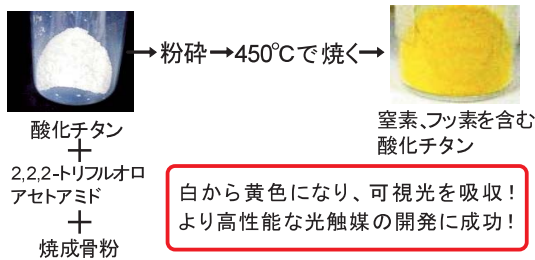 →粉砕→450℃で焼く→
酸化チタン
+
2,2,2-トリフルオロ
アセトアミド
+
焼成骨粉
窒素、フッ素を含む
酸化チタン
白から黄色になり、可視光を吸収！
より高性能な光触媒の開発に成功！